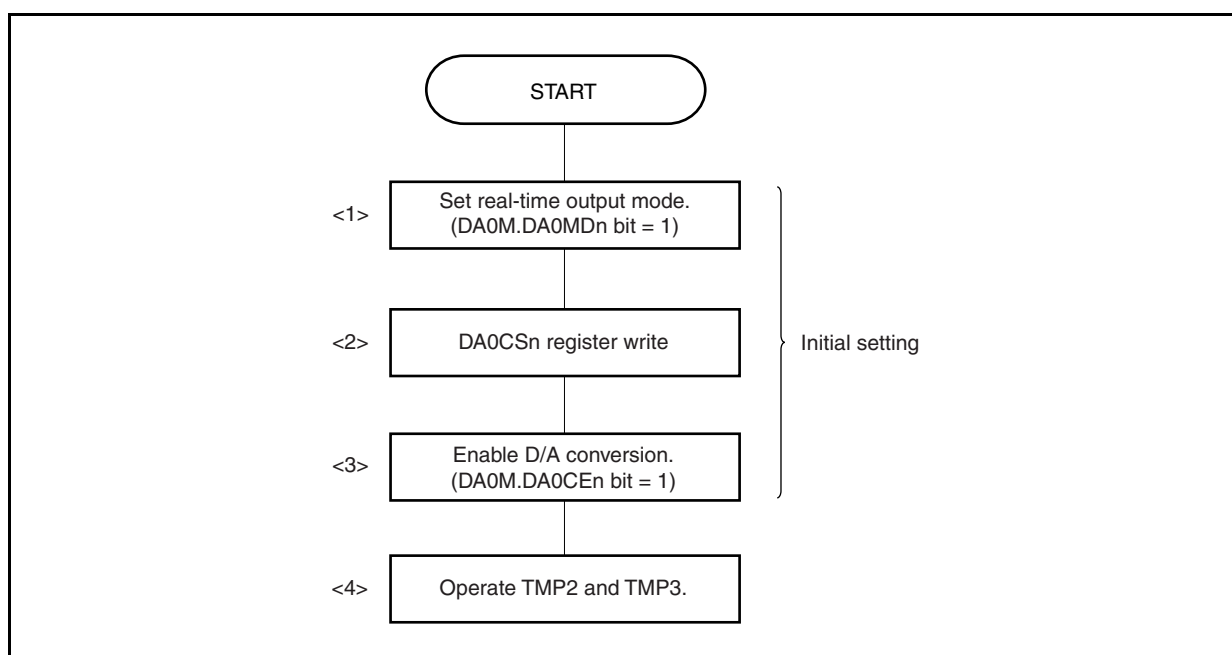 START
<1>
Set real-time output mode.
(DA0M.DA0MDn bit = 1)
<2>
DA0CSn register write
Initial setting
<3>
Enable D/A conversion.
(DA0M.DA0CEn bit = 1)
<4>
Operate TMP2 and TMP3.